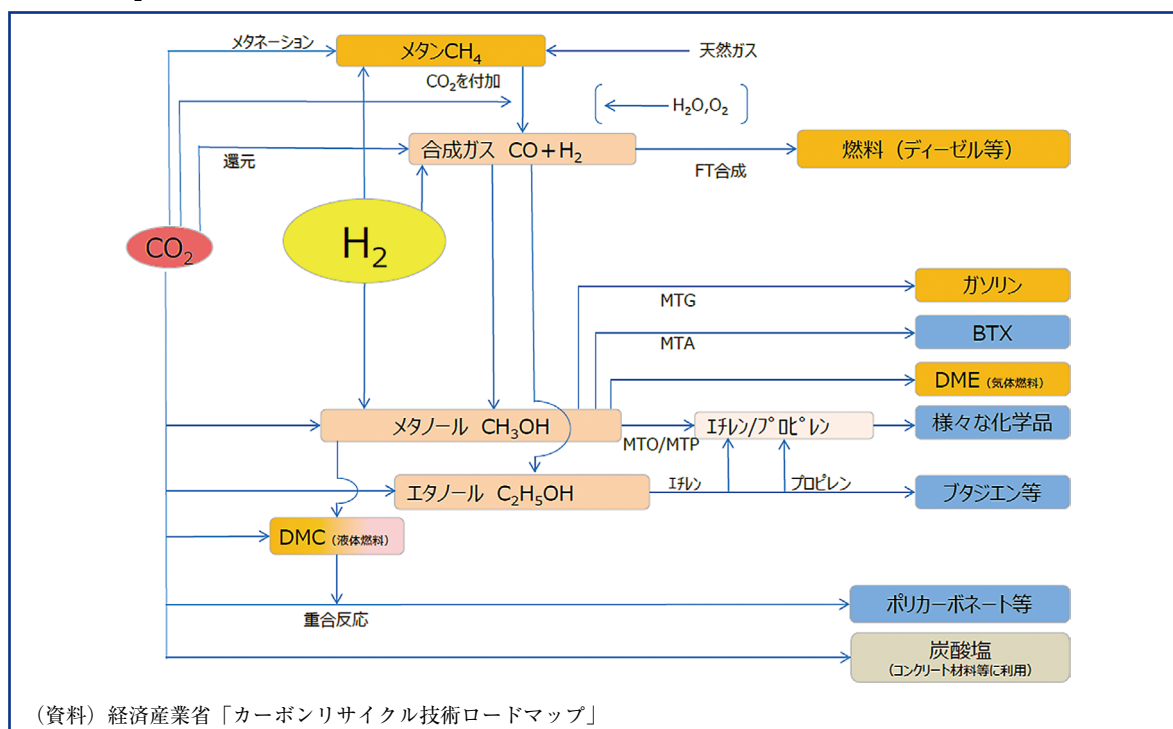 メタネーション
メタンCH₄
天然ガス
CO₂を付加
H₂O,O₂
還元
合成ガス CO+H₂
FT合成
燃料（ディーゼル等）
CO₂
H₂
MTG
ガソリン
MTA
BTX
DME（気体燃料）
メタノール CH₃OH
MTO/MTP
ｴﾁﾚﾝ/ﾌﾟﾛﾋﾟﾚﾝ
様々な化学品
エタノール C₂H₅OH
ｴﾁﾚﾝ
プロピレン
ブタジエン等
DMC（液体燃料）
重合反応
ポリカーボネート等
炭酸塩
（コンクリート材料等に利用）
（資料）経済産業省「カーボンリサイクル技術ロードマップ」